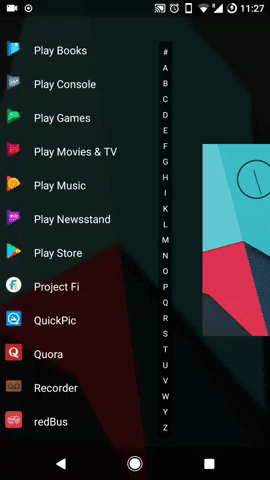 11:27
Play Books
Play Console
Play Games
Play Movies & TV
Play Music
Play Newsstand
Play Store
Project Fi
QuickPic
Quora
Recorder
redBus
#
A
B
C
D
E
F
G
H
I
K
L
M
N
O
P
Q
R
S
T
U
V
W
Y
Z